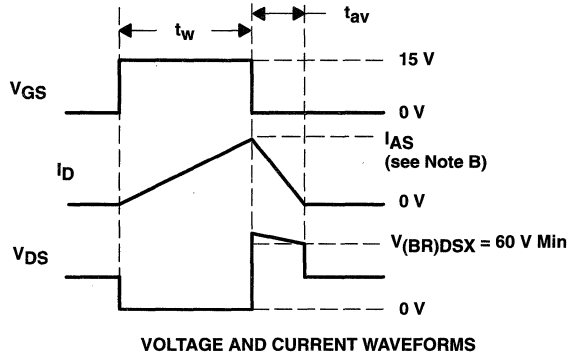 tw
tav
VGS
15 V
0 V
ID
IAS
(see Note B)
0 V
VDS
V(BR)DSX = 60 V Min
0 V
VOLTAGE AND CURRENT WAVEFORMS